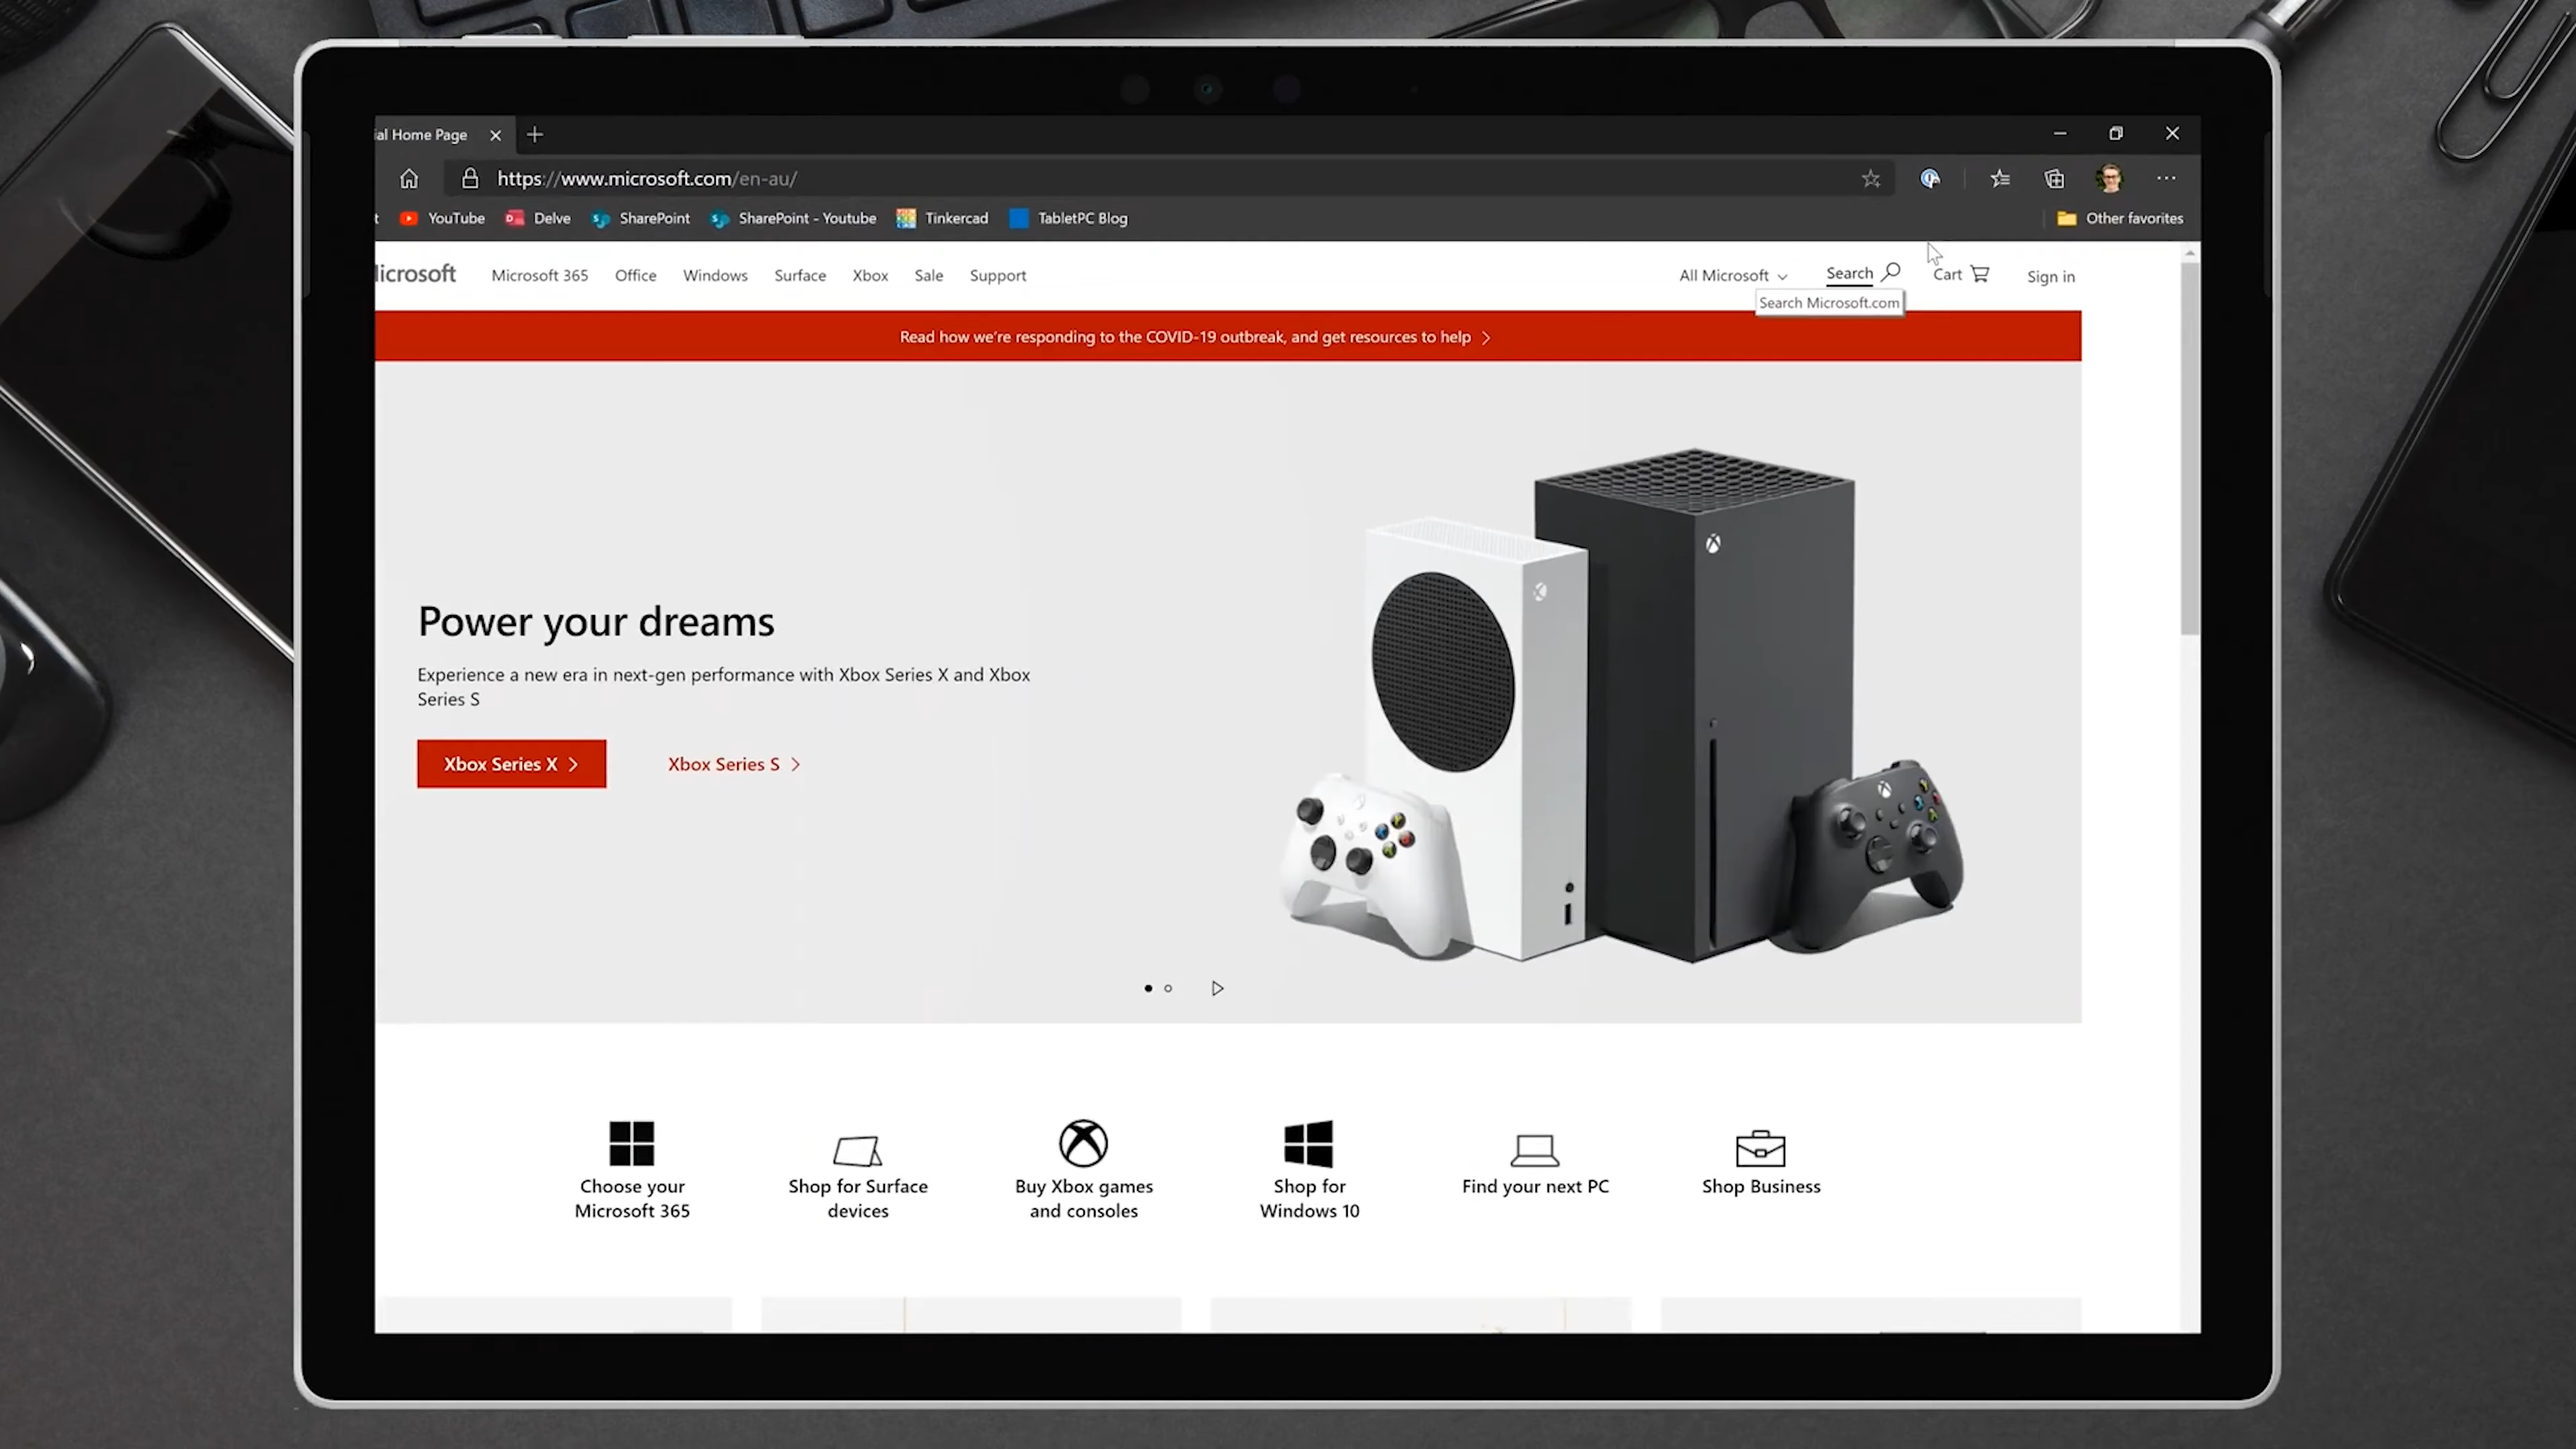 ial Home Page
https://www.microsoft.com/en-au/
t YouTube Delve SharePoint SharePoint - Youtube Tinkercad TabletPC Blog Other favorites
icrosoft Microsoft 365 Office Windows Surface Xbox Sale Support All Microsoft Search Cart Sign in
Search Microsoft.com
Read how we're responding to the COVID-19 outbreak, and get resources to help
Power your dreams
Experience a new era in next-gen performance with Xbox Series X and Xbox
Series S
Xbox Series X Xbox Series S
Choose your
Microsoft 365
Shop for Surface
devices
Buy Xbox games
and consoles
Shop for
Windows 10
Find your next PC
Shop Business